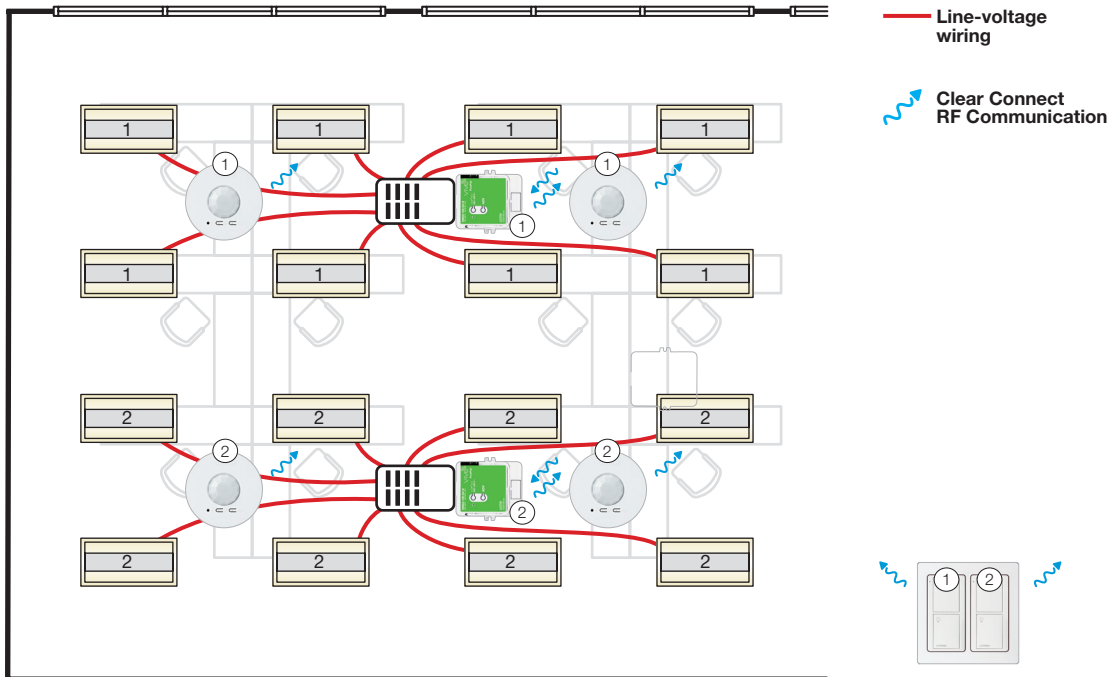 Line-voltage
wiring
Clear Connect
RF Communication
1 1 1 1
1 1
1
1 1 1 1
2 2 2 2
2 2
2
2 2 2 2
1 2